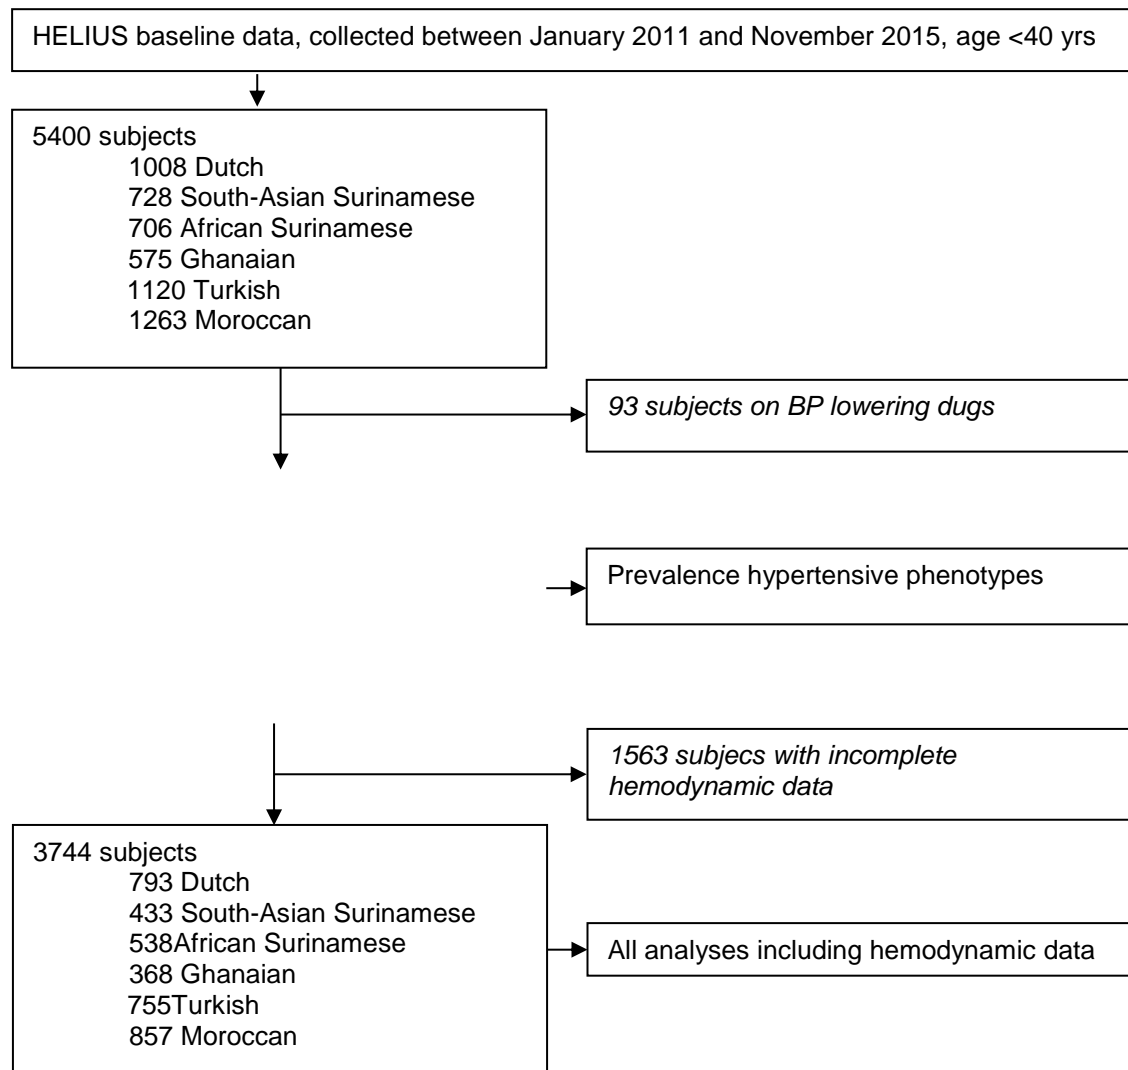 HELIUS baseline data, collected between January 2011 and November 2015, age <40 yrs
5400 subjects
1008 Dutch
728 South-Asian Surinamese
706 African Surinamese
575 Ghanaian
1120 Turkish
1263 Moroccan
93 subjects on BP lowering dugs
Prevalence hypertensive phenotypes
1563 subjecs with incomplete
hemodynamic data
3744 subjects
793 Dutch
433 South-Asian Surinamese
538African Surinamese
368 Ghanaian
755Turkish
857 Moroccan
All analyses including hemodynamic data